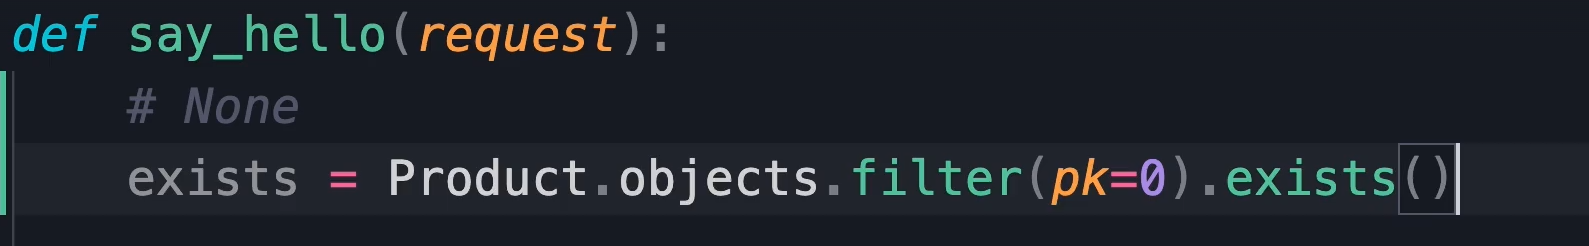 def say_hello(request):
    # None
    exists = Product.objects.filter(pk=0).exists()